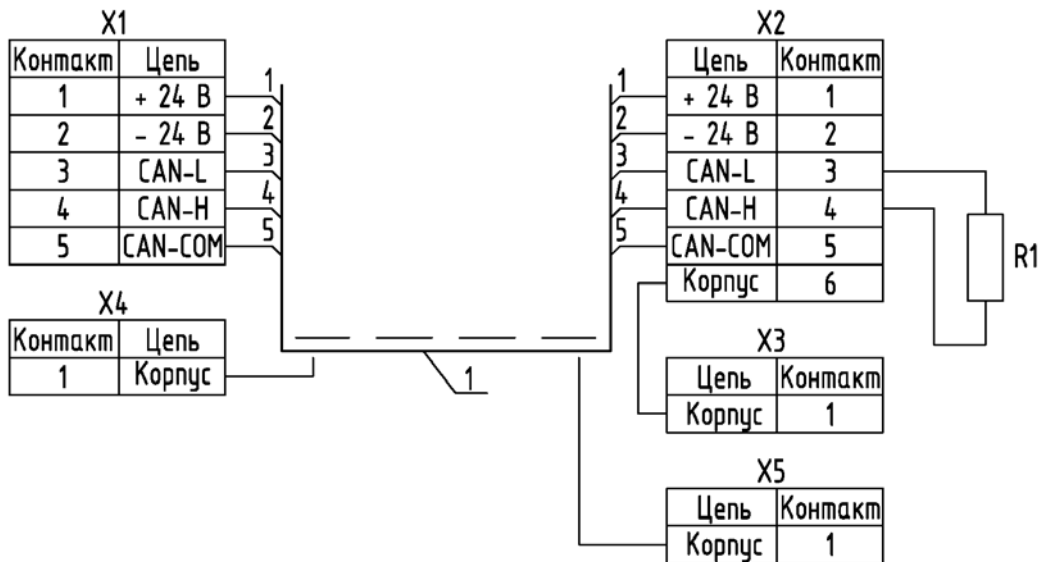 X1
Контакт Цепь
1 + 24 В 1
2 - 24 В 2
3 CAN-L 3
4 CAN-H 4
5 CAN-COM 5
X4
Контакт Цепь
1 Корпус
1
X2
Цепь Контакт
1 + 24 В 1
2 - 24 В 2
3 CAN-L 3
4 CAN-H 4
5 CAN-COM 5
Корпус 6
R1
X3
Цепь Контакт
Корпус 1
X5
Цепь Контакт
Корпус 1